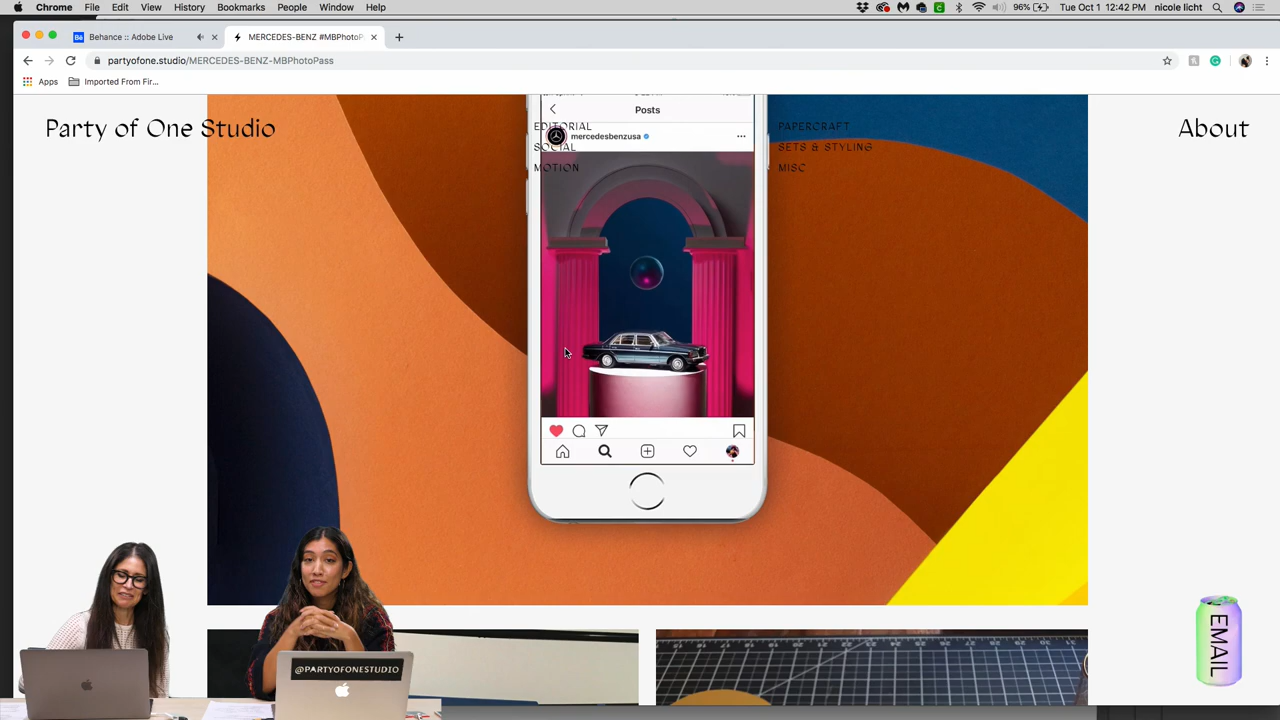 Chrome File Edit View History Bookmarks People Window Help 96% Tue Oct 1 12:42 PM nicole licht
Behance :: Adobe Live
MERCEDES-BENZ #MBPhotoP
partyofone.studio/MERCEDES-BENZ-MBPhotoPass
Apps Imported From Fir...
Posts
Party of One Studio
EDITORIAL
SOCIAL
MOTION
mercedesbenzusa
PAPERCRAFT
SETS & STYLING
MISC
About
EMAIL
@PARTYOFONESTUDIO